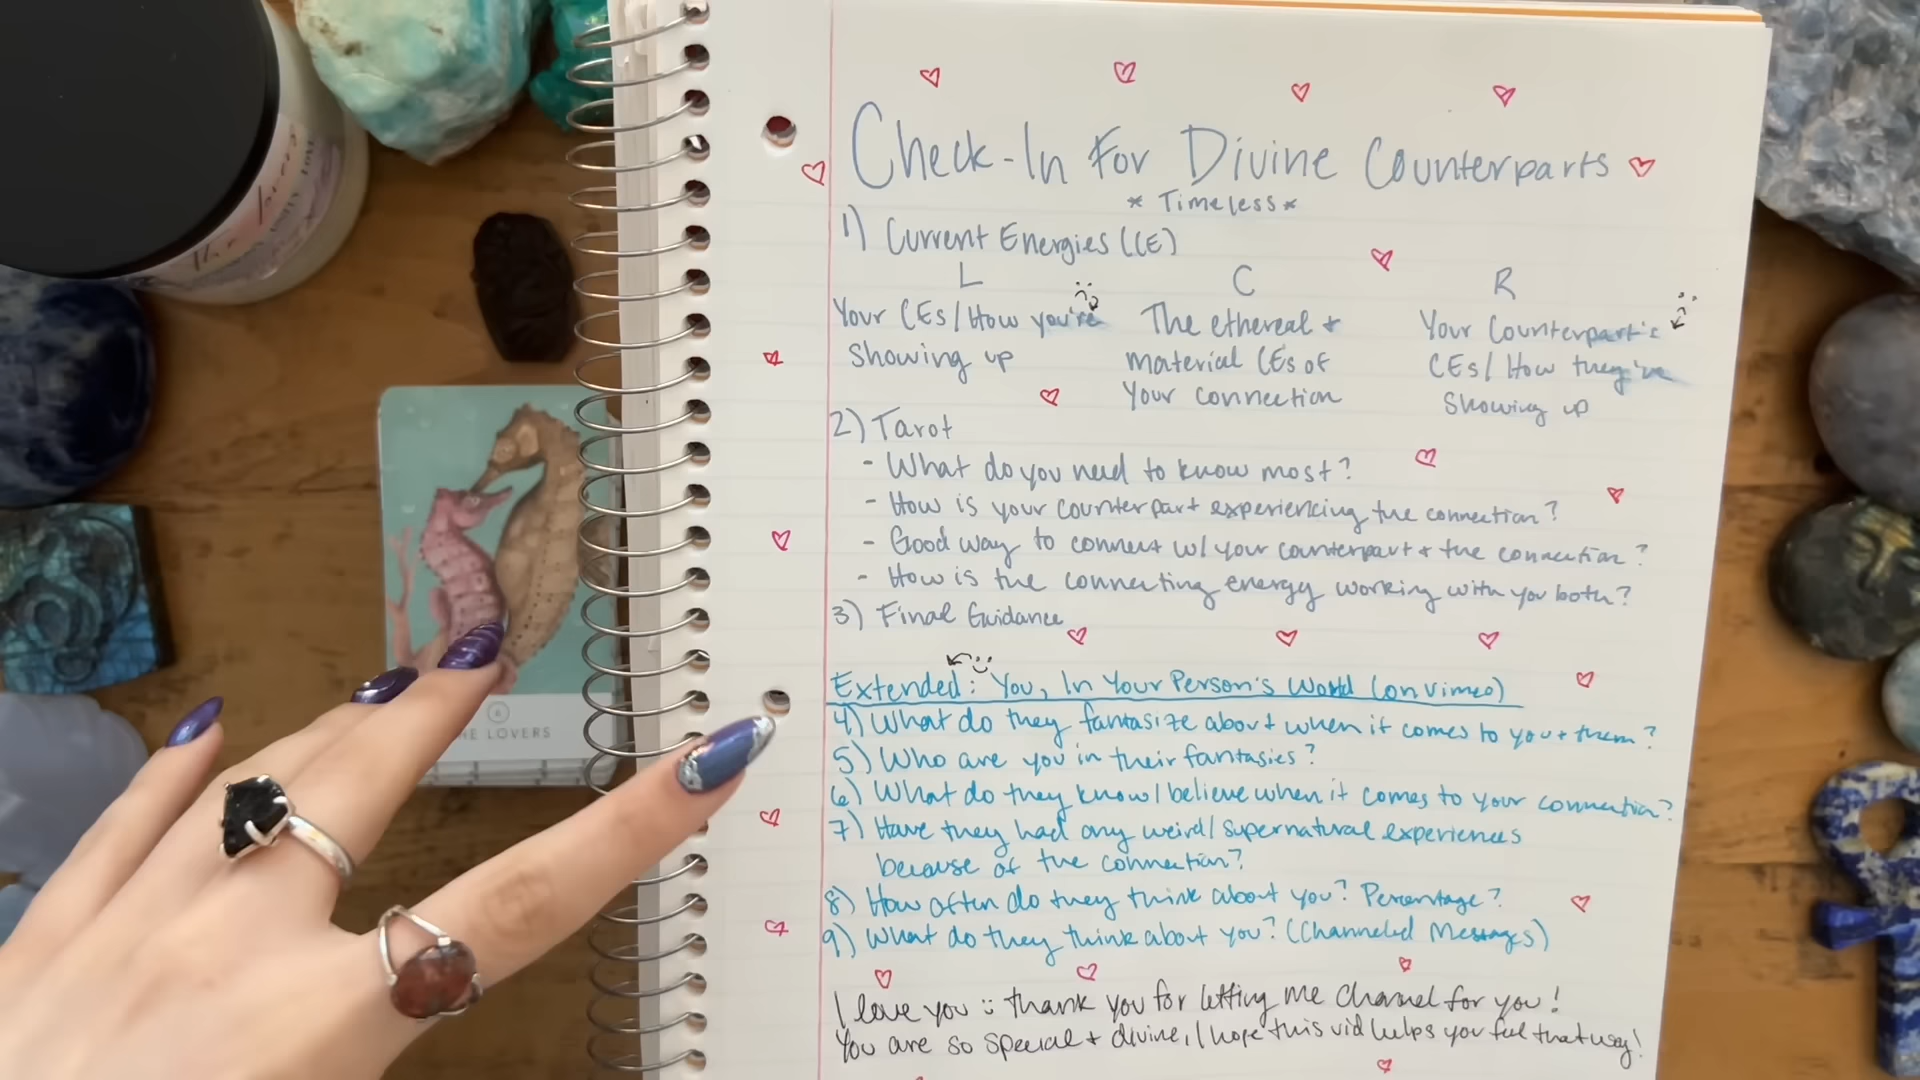 Check-In For Divine Counterparts
* Timeless *
1) Current Energies (CE)
L C R
Your CEs/How you're
showing up
The ethereal +
material CEs of
Your connection
Your Counterpart's
CEs/ How they're
showing up
2) Tarot
- What do you need to know most?
- How is your counterpart experiencing the connection?
- Good way to connect w/ your counterpart + the connection?
- How is the connecting energy working with you both?
3) Final Guidance
Extended: You, In Your Person's World (on vimeo)
4) What do they fantasize about when it comes to you + them?
5) Who are you in their fantasies?
6) What do they know/believe when it comes to your connection?
7) Have they had any weird/supernatural experiences
because of the connection?
8) How often do they think about you? Percentage?
9) What do they think about you? (Channeled Messages)
I love you thank you for letting me channel for you!
You are so special + divine, I hope this vid helps you feel that way!
6
THE LOVERS